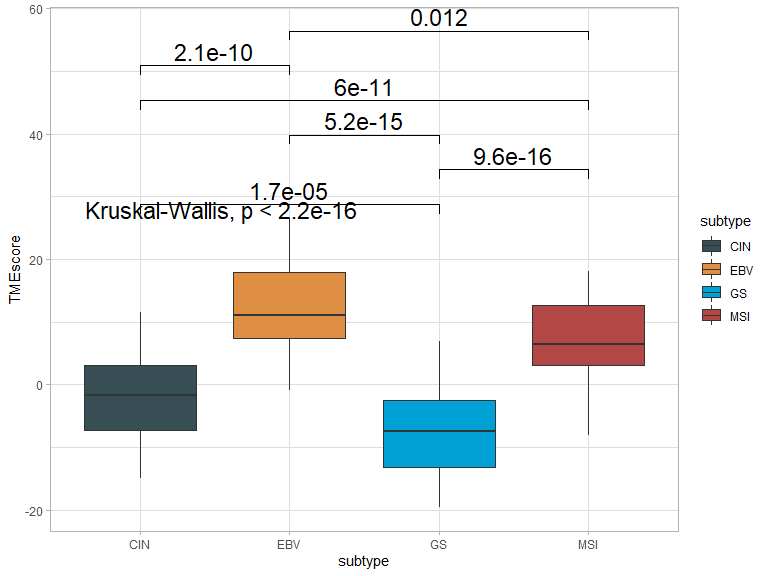 60
0.012
2.1e-10
6e-11
40
5.2e-15
9.6e-16
1.7e-05
Kruskal-Wallis, p < 2.2e-16
20
0
-20
TMEscore
CIN
EBV
GS
MSI
subtype
subtype
CIN
EBV
GS
MSI